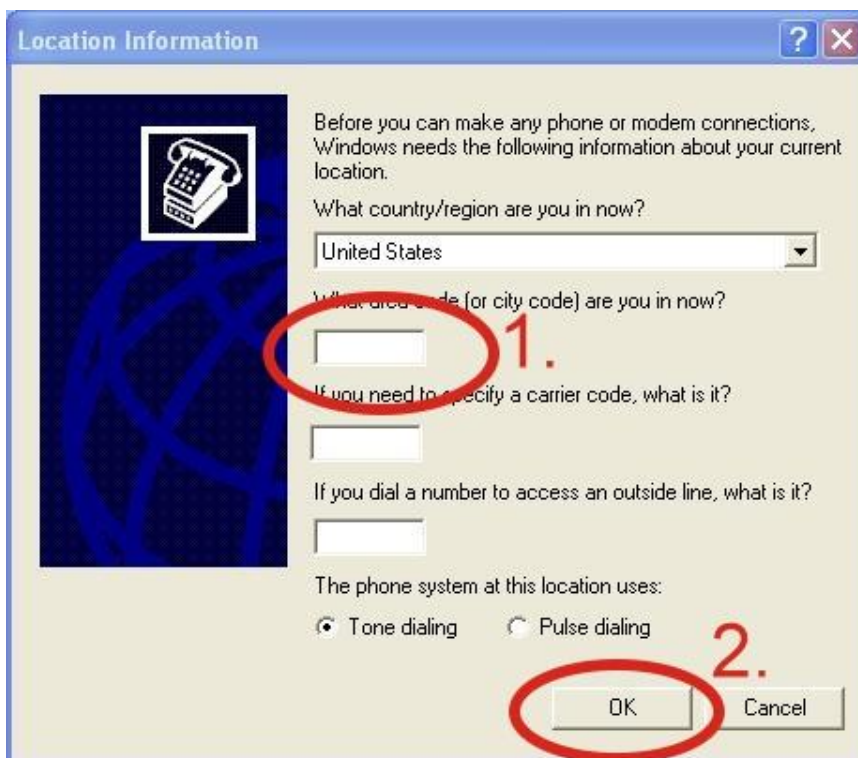 Location Information
Before you can make any phone or modem connections,
Windows needs the following information about your current
location.
What country/region are you in now?
United States
What area code (or city code) are you in now?
1.
If you need to specify a carrier code, what is it?
If you dial a number to access an outside line, what is it?
The phone system at this location uses:
Tone dialing Pulse dialing
2.
OK Cancel